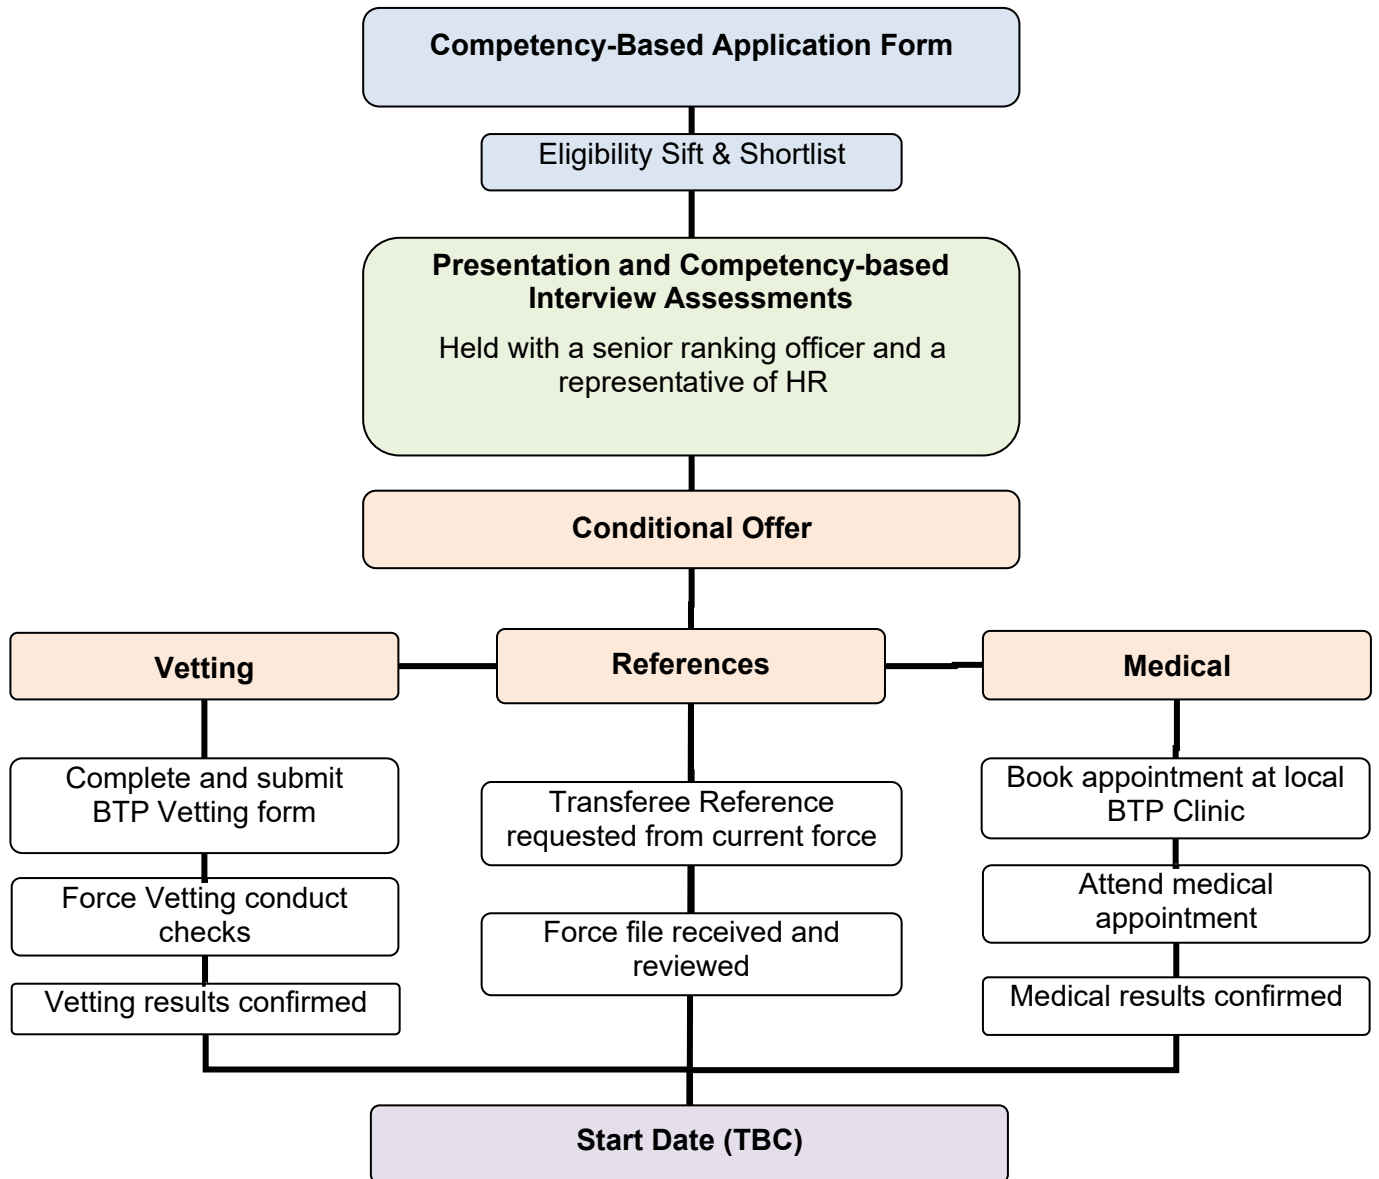 Competency-Based Application Form
Eligibility Sift & Shortlist
Presentation and Competency-based
Interview Assessments
Held with a senior ranking officer and a
representative of HR
Conditional Offer
Vetting
References
Medical
Complete and submit
BTP Vetting form
Force Vetting conduct
checks
Vetting results confirmed
Transferee Reference
requested from current force
Force file received and
reviewed
Book appointment at local
BTP Clinic
Attend medical
appointment
Medical results confirmed
Start Date (TBC)